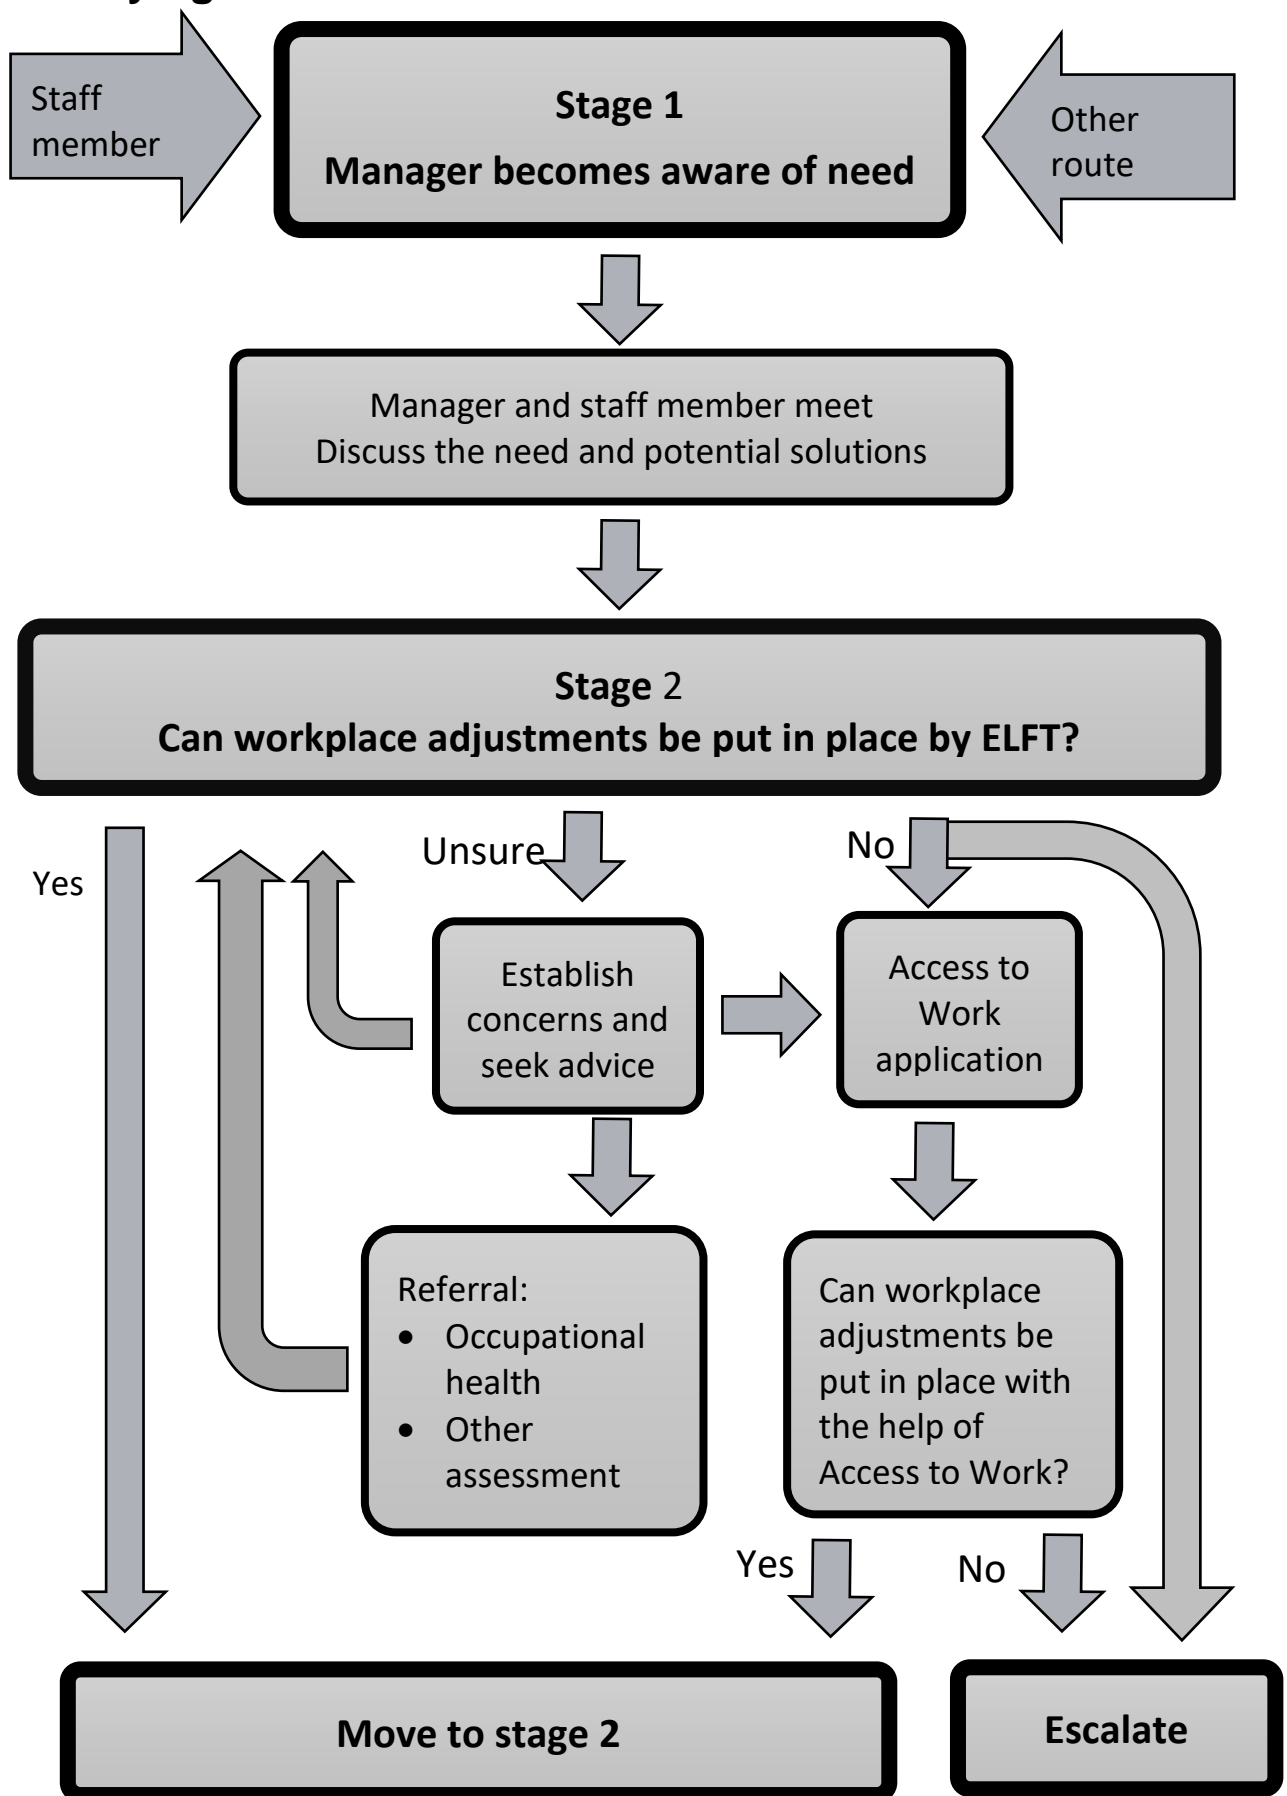 Staff
member
Stage 1
Manager becomes aware of need
Other
route
Manager and staff member meet
Discuss the need and potential solutions
Stage 2
Can workplace adjustments be put in place by ELFT?
Yes
Unsure
No
Establish
concerns and
seek advice
Access to
Work
application
Referral:
• Occupational
health
• Other
assessment
Can workplace
adjustments be
put in place with
the help of
Access to Work?
Yes
No
Move to stage 2
Escalate